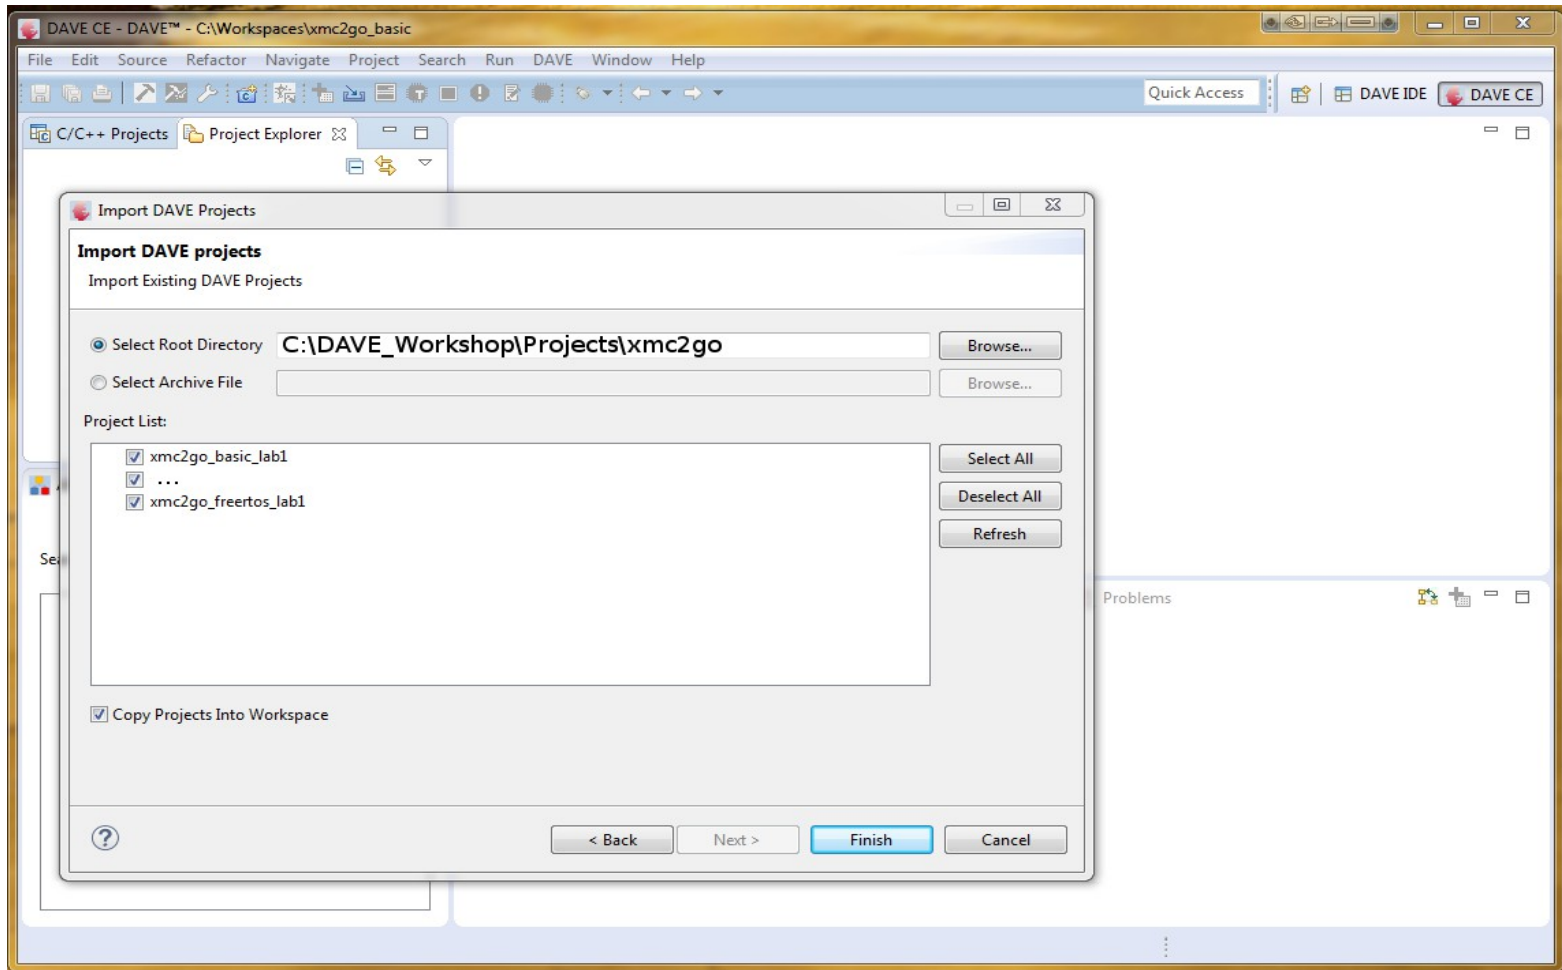 DAVE CE - DAVE™ - C:\Workspaces\xmc2go_basic
File Edit Source Refactor Navigate Project Search Run DAVE Window Help
Quick Access DAVE IDE DAVE CE
C/C++ Projects Project Explorer
Import DAVE Projects
Import DAVE projects
Import Existing DAVE Projects
Select Root Directory C:\DAVE_Workshop\Projects\xmc2go Browse...
Select Archive File Browse...
Project List:
xmc2go_basic_lab1
...
xmc2go_freertos_lab1
Select All
Deselect All
Refresh
Problems
Copy Projects Into Workspace
< Back Next > Finish Cancel